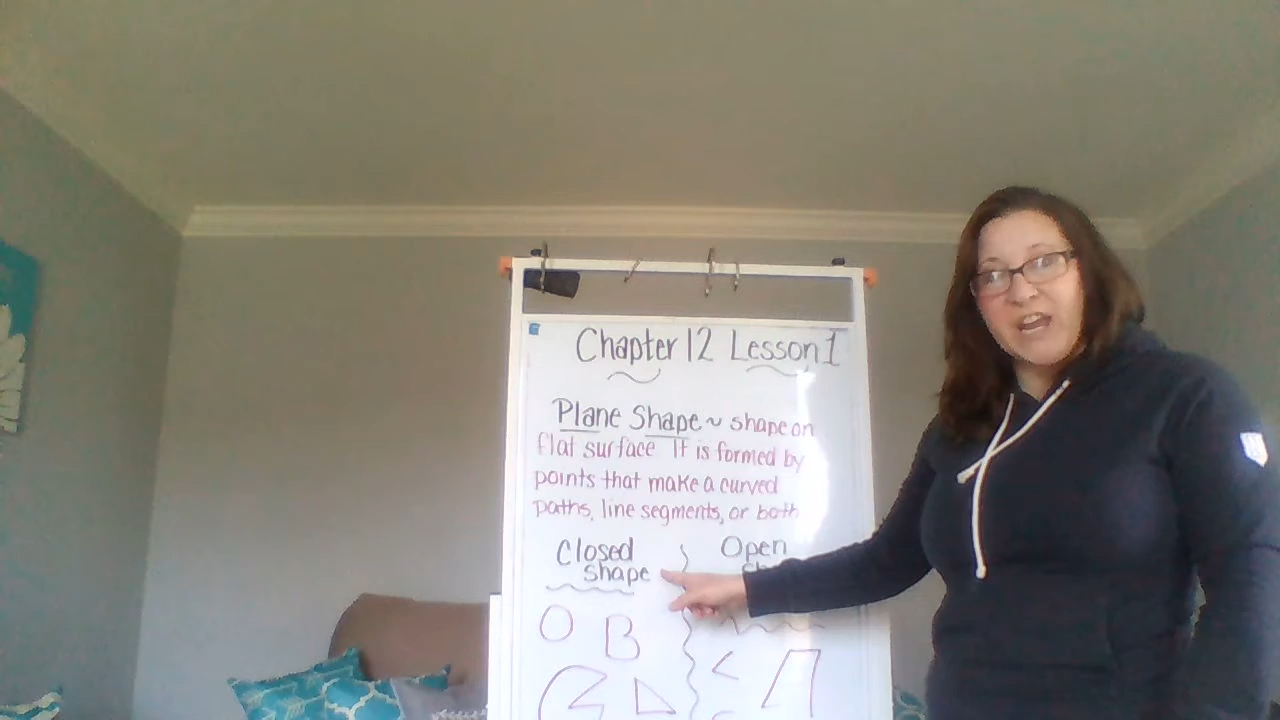 Chapter 12 Lesson 1
Plane Shape ~ shape on
flat surface. It is formed by
points that make a curved
paths, line segments, or both
Closed
Shape
Open